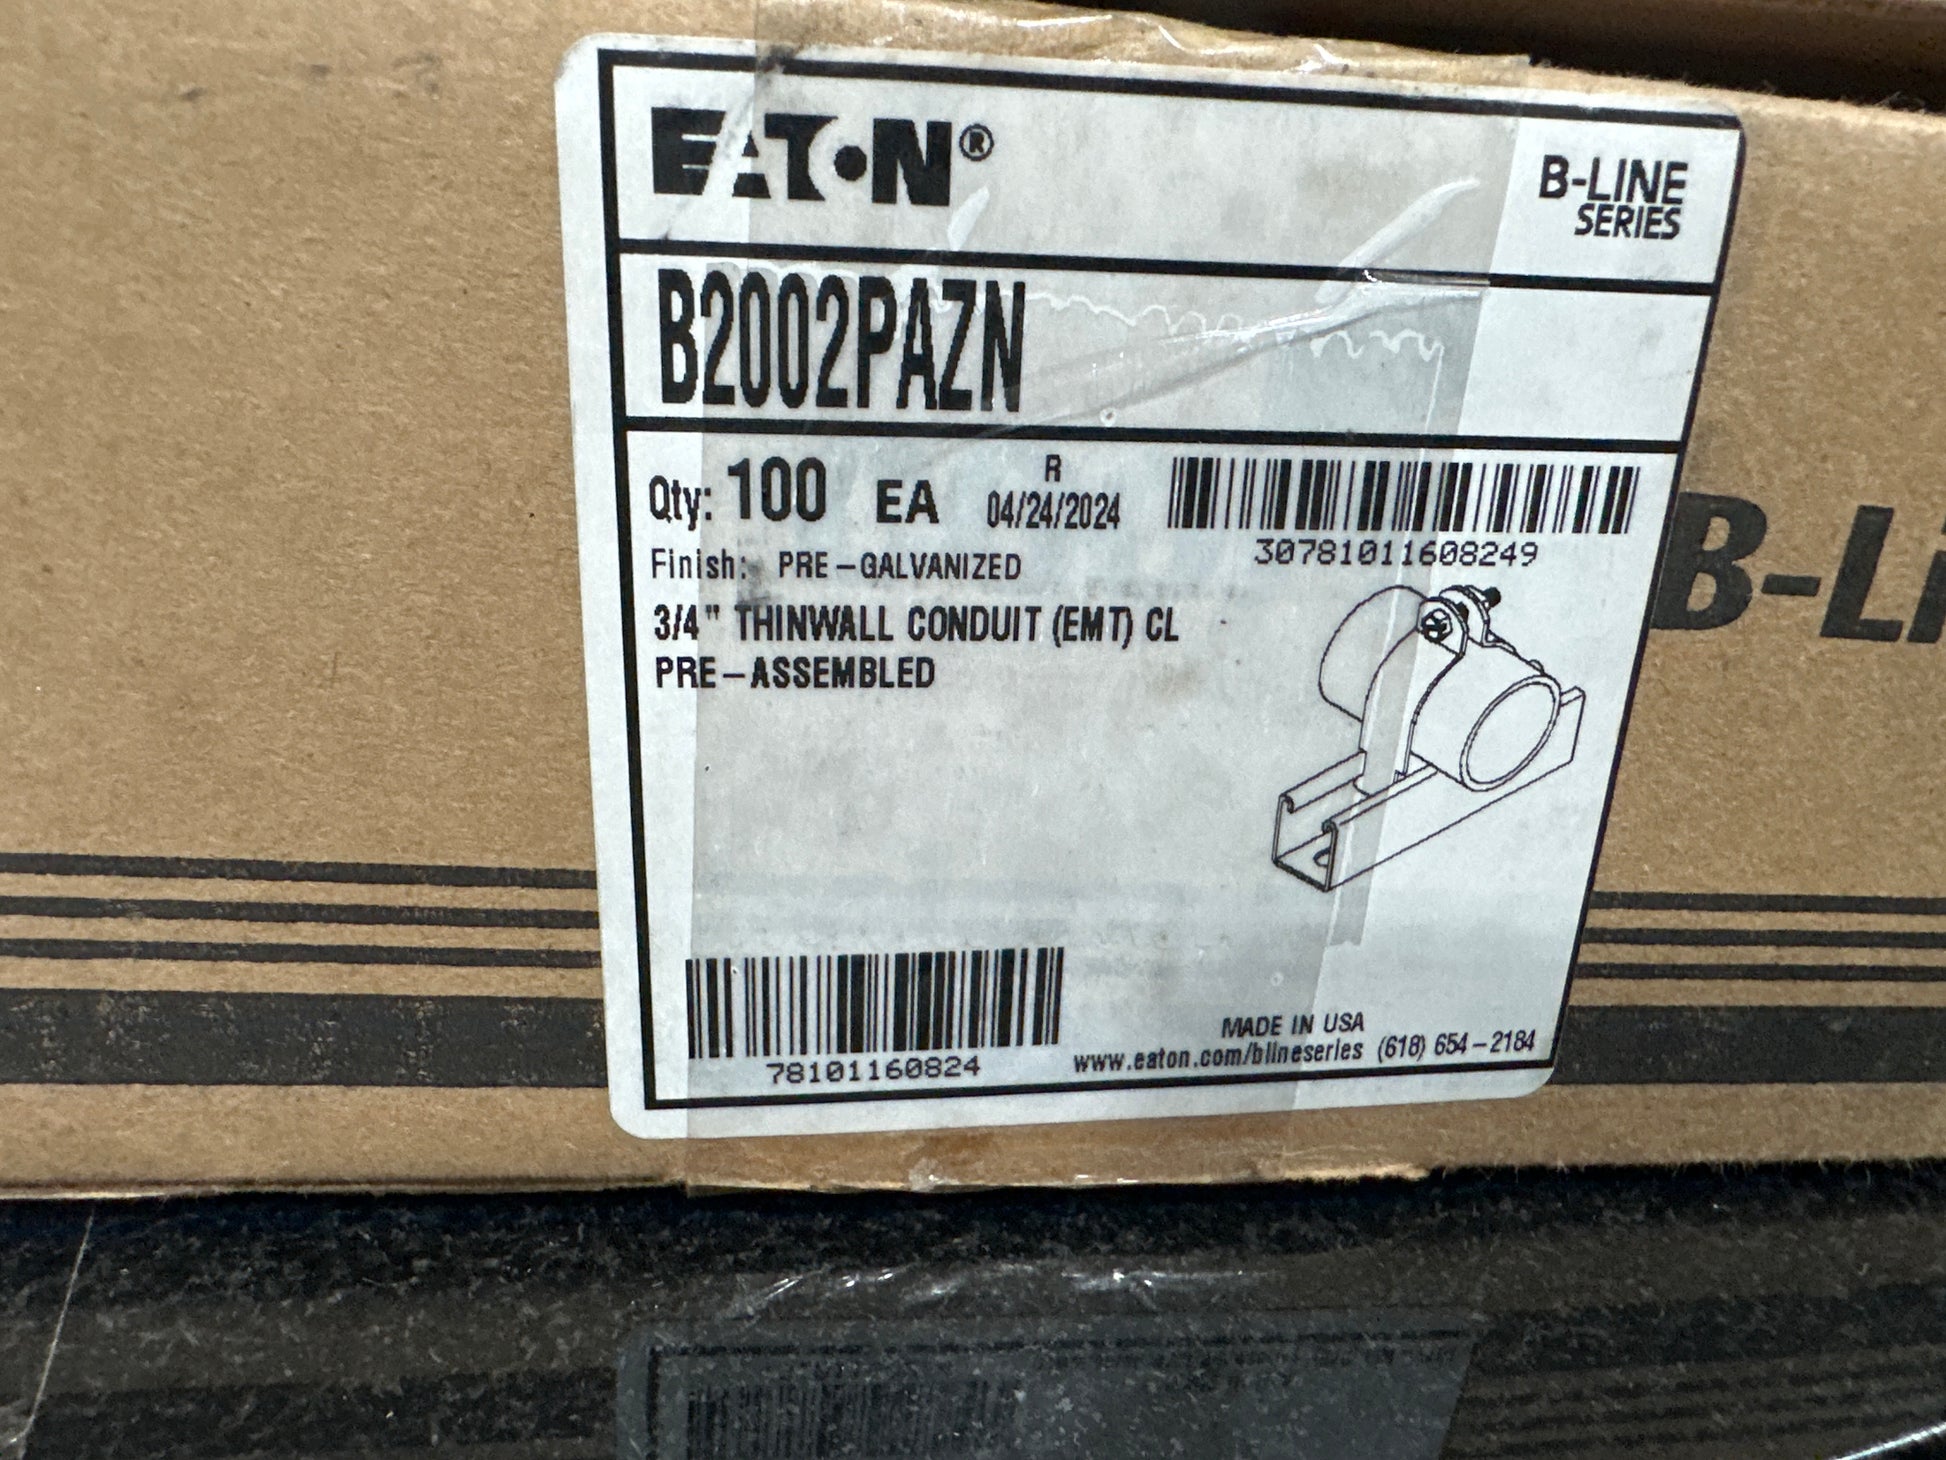 EATON®
B-LINE
SERIES
B2002PAZN
Qty: 100 EA
R
04/24/2024
30781011608249
Finish: PRE-GALVANIZED
3/4" THINWALL CONDUIT (EMT) CL
PRE-ASSEMBLED
78101160824
MADE IN USA
www.eaton.com/blineseries (618) 654-2184
B-Li